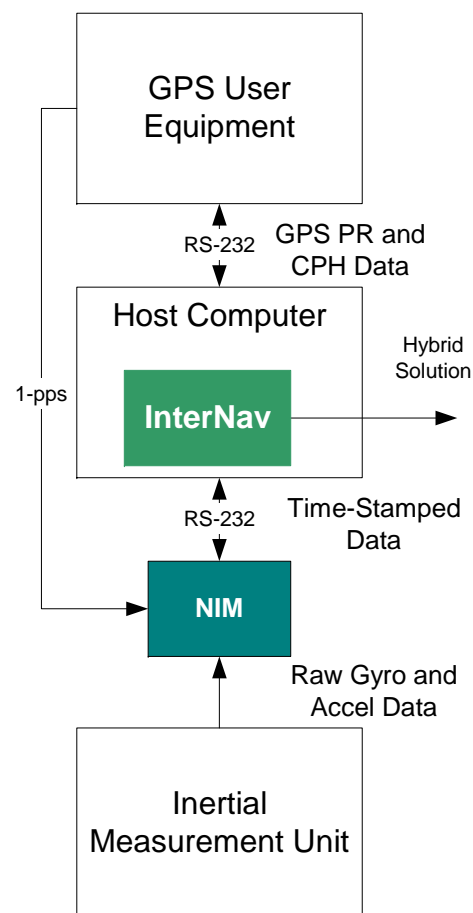 GPS User
Equipment
RS-232
GPS PR and
CPH Data
Host Computer
Hybrid
Solution
InterNav
1-pps
RS-232
Time-Stamped
Data
NIM
Raw Gyro and
Accel Data
Inertial
Measurement Unit